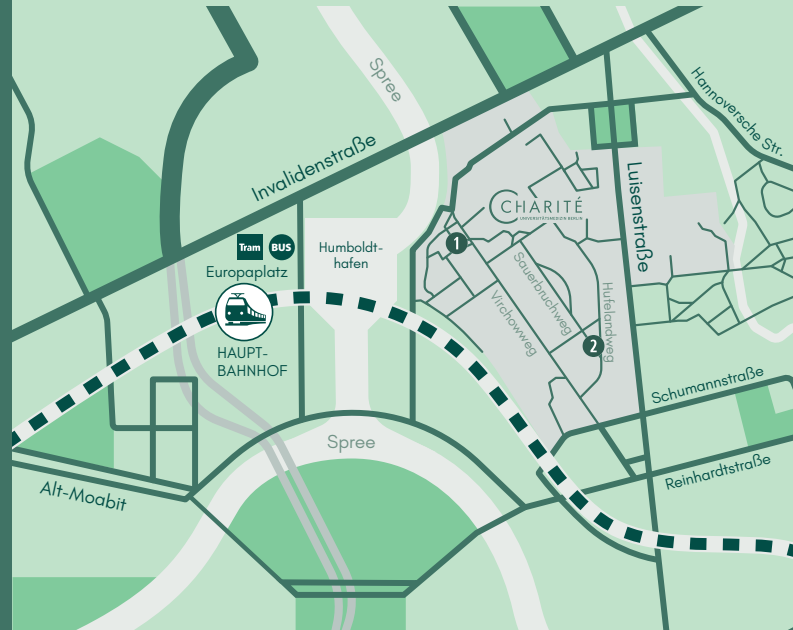 Spree
Hannoversche Str.
Invalidenstraße
Luisenstraße
CHARITÉ
UNIVERSITÄTSMEDIZIN BERLIN
1
Tram
BUS
Europaplatz
Humboldt-
hafen
Sauerbruchweg
Virchowweg
Hufelandweg
2
HAUPT-
BAHNHOF
Schumannstraße
Spree
Reinhardtstraße
Alt-Moabit